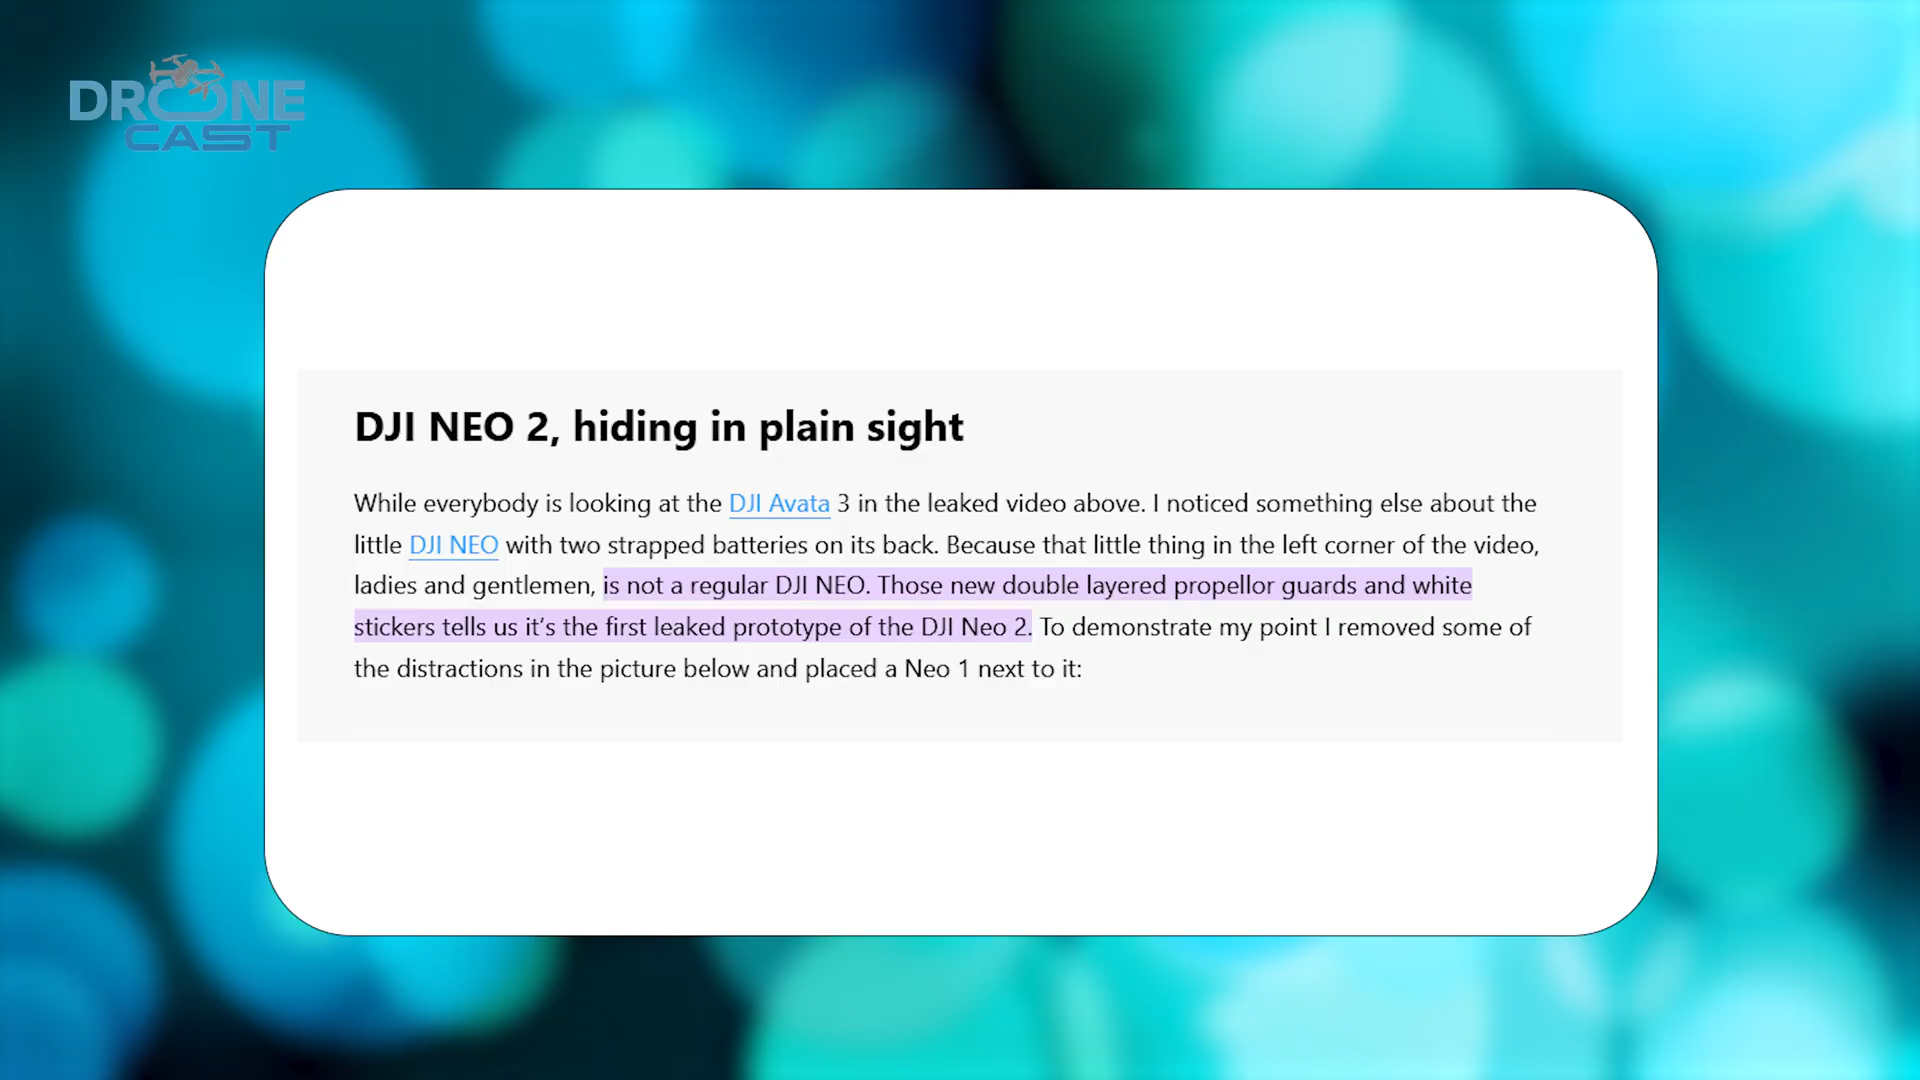 DRONE
CAST
DJI NEO 2, hiding in plain sight
While everybody is looking at the DJI Avata 3 in the leaked video above. I noticed something else about the
little DJI NEO with two strapped batteries on its back. Because that little thing in the left corner of the video,
ladies and gentlemen, is not a regular DJI NEO. Those new double layered propellor guards and white
stickers tells us it's the first leaked prototype of the DJI Neo 2. To demonstrate my point I removed some of
the distractions in the picture below and placed a Neo 1 next to it: